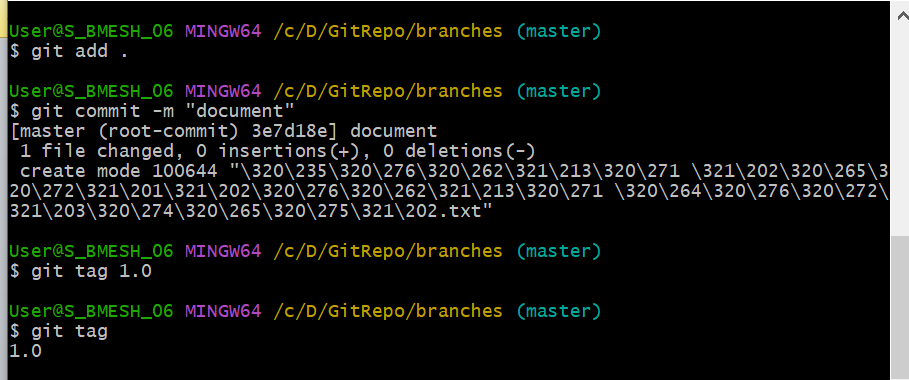 User@S_BMESH_06 MINGW64 /c/D/GitRepo/branches (master)
$ git add .
User@S_BMESH_06 MINGW64 /c/D/GitRepo/branches (master)
$ git commit -m "document"
[master (root-commit) 3e7d18e] document
 1 file changed, 0 insertions(+), 0 deletions(-)
 create mode 100644 "\320\235\320\276\320\262\321\213\320\271 \321\202\320\265\3
20\272\321\201\321\202\320\276\320\262\321\213\320\271 \320\264\320\276\320\272\
321\203\320\274\320\265\320\275\321\202.txt"
User@S_BMESH_06 MINGW64 /c/D/GitRepo/branches (master)
$ git tag 1.0
User@S_BMESH_06 MINGW64 /c/D/GitRepo/branches (master)
$ git tag
1.0